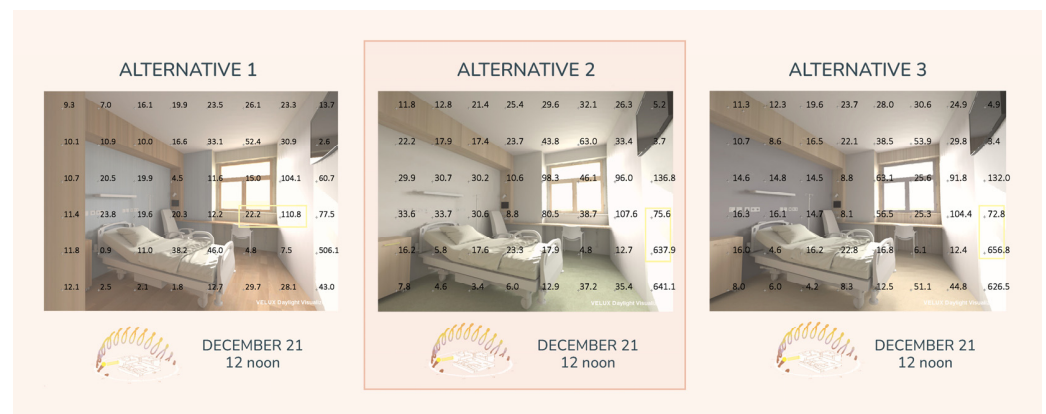 ALTERNATIVE 1
9.3 7.0 16.1 19.9 23.5 26.1 23.3 13.7
10.1 10.9 10.0 16.6 33.1 52.4 30.9 2.6
10.7 20.5 19.9 4.5 11.6 15.0 104.1 60.7
11.4 23.8 19.6 20.3 12.2 22.2 110.8 77.5
11.8 0.9 11.0 38.2 46.0 4.8 7.5 506.1
12.1 2.5 2.1 1.8 12.7 29.7 28.1 43.0
VELUX Daylight
DECEMBER 21
12 noon
ALTERNATIVE 2
11.8 12.8 21.4 25.4 29.6 32.1 26.3 5.2
22.2 17.9 17.4 23.7 43.8 63.0 33.4 3.7
29.9 30.7 30.2 10.6 98.3 46.1 96.0 136.8
33.6 33.7 30.6 8.8 80.5 38.7 107.6 75.6
16.2 5.8 17.6 23.3 17.9 4.8 12.7 637.9
7.8 4.6 3.4 6.0 12.9 37.2 35.4 641.1
VELUX Daylight
DECEMBER 21
12 noon
ALTERNATIVE 3
11.3 12.3 19.6 23.7 28.0 30.6 24.9 4.9
10.7 8.6 16.5 22.1 38.5 53.9 29.8 3.4
14.6 14.8 14.5 8.8 63.1 25.6 91.8 132.0
16.3 16.1 14.7 8.1 56.5 25.3 104.4 72.8
16.0 4.6 16.2 22.8 16.8 6.1 12.4 656.8
8.0 6.0 4.2 8.3 12.5 51.1 44.8 626.5
VELUX Daylight
DECEMBER 21
12 noon